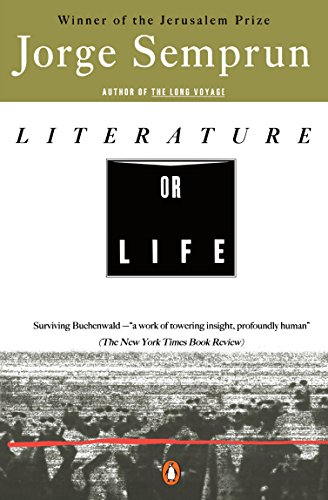 Winner of the Jerusalem Prize
Jorge Semprun
AUTHOR OF THE LONG VOYAGE
LITERATURE
OR
LIFE
Surviving Buchenwald—"a work of towering insight, profoundly human"
(The New York Times Book Review)